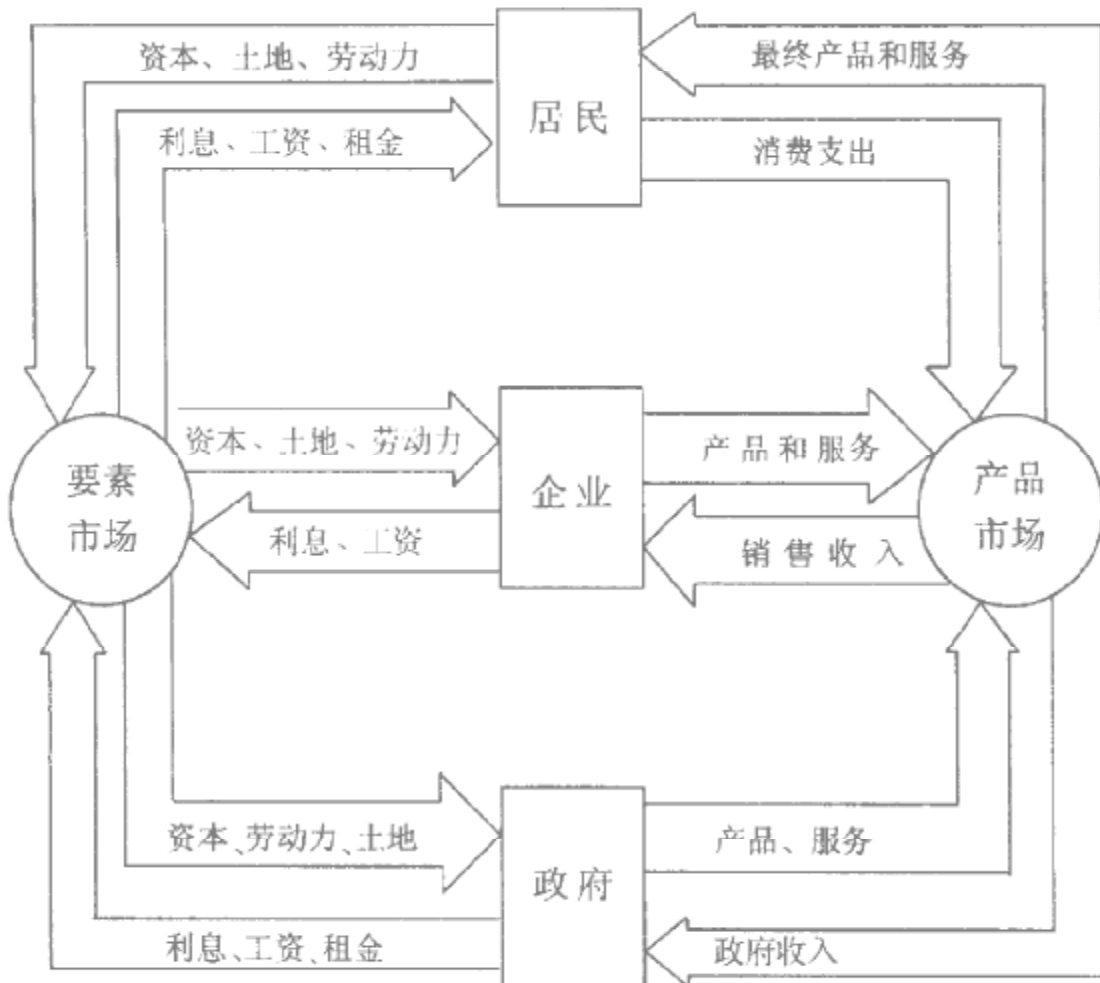 资本、土地、劳动力
最终产品和服务
利息、工资、租金
居民
消费支出
资本、土地、劳动力
产品和服务
要素
市场
企业
产品
市场
利息、工资
销售收入
资本、劳动力、土地
产品、服务
政府
利息、工资、租金
政府收入